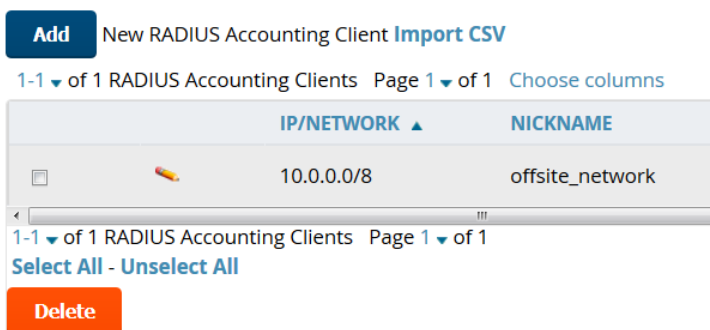 Add New RADIUS Accounting Client Import CSV
1-1 of 1 RADIUS Accounting Clients Page 1 of 1 Choose columns
IP/NETWORK NICKNAME
10.0.0.0/8 offsite_network
1-1 of 1 RADIUS Accounting Clients Page 1 of 1
Select All - Unselect All
Delete